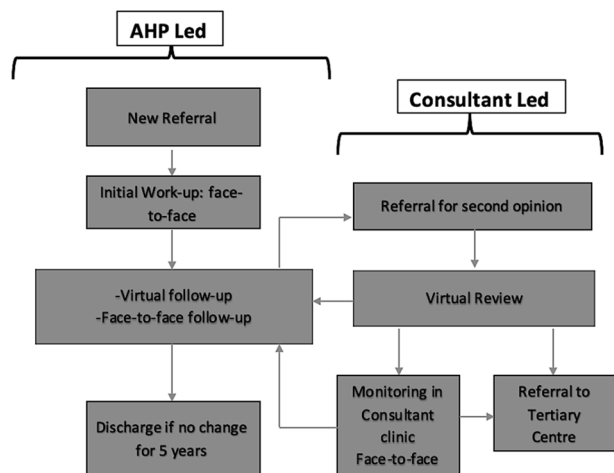 AHP Led
Consultant Led
New Referral
Initial Work-up: face-
to-face
Referral for second opinion
-Virtual follow-up
-Face-to-face follow-up
Virtual Review
Discharge if no change
for 5 years
Monitoring in
Consultant
clinic
Face-to-face
Referral to
Tertiary
Centre